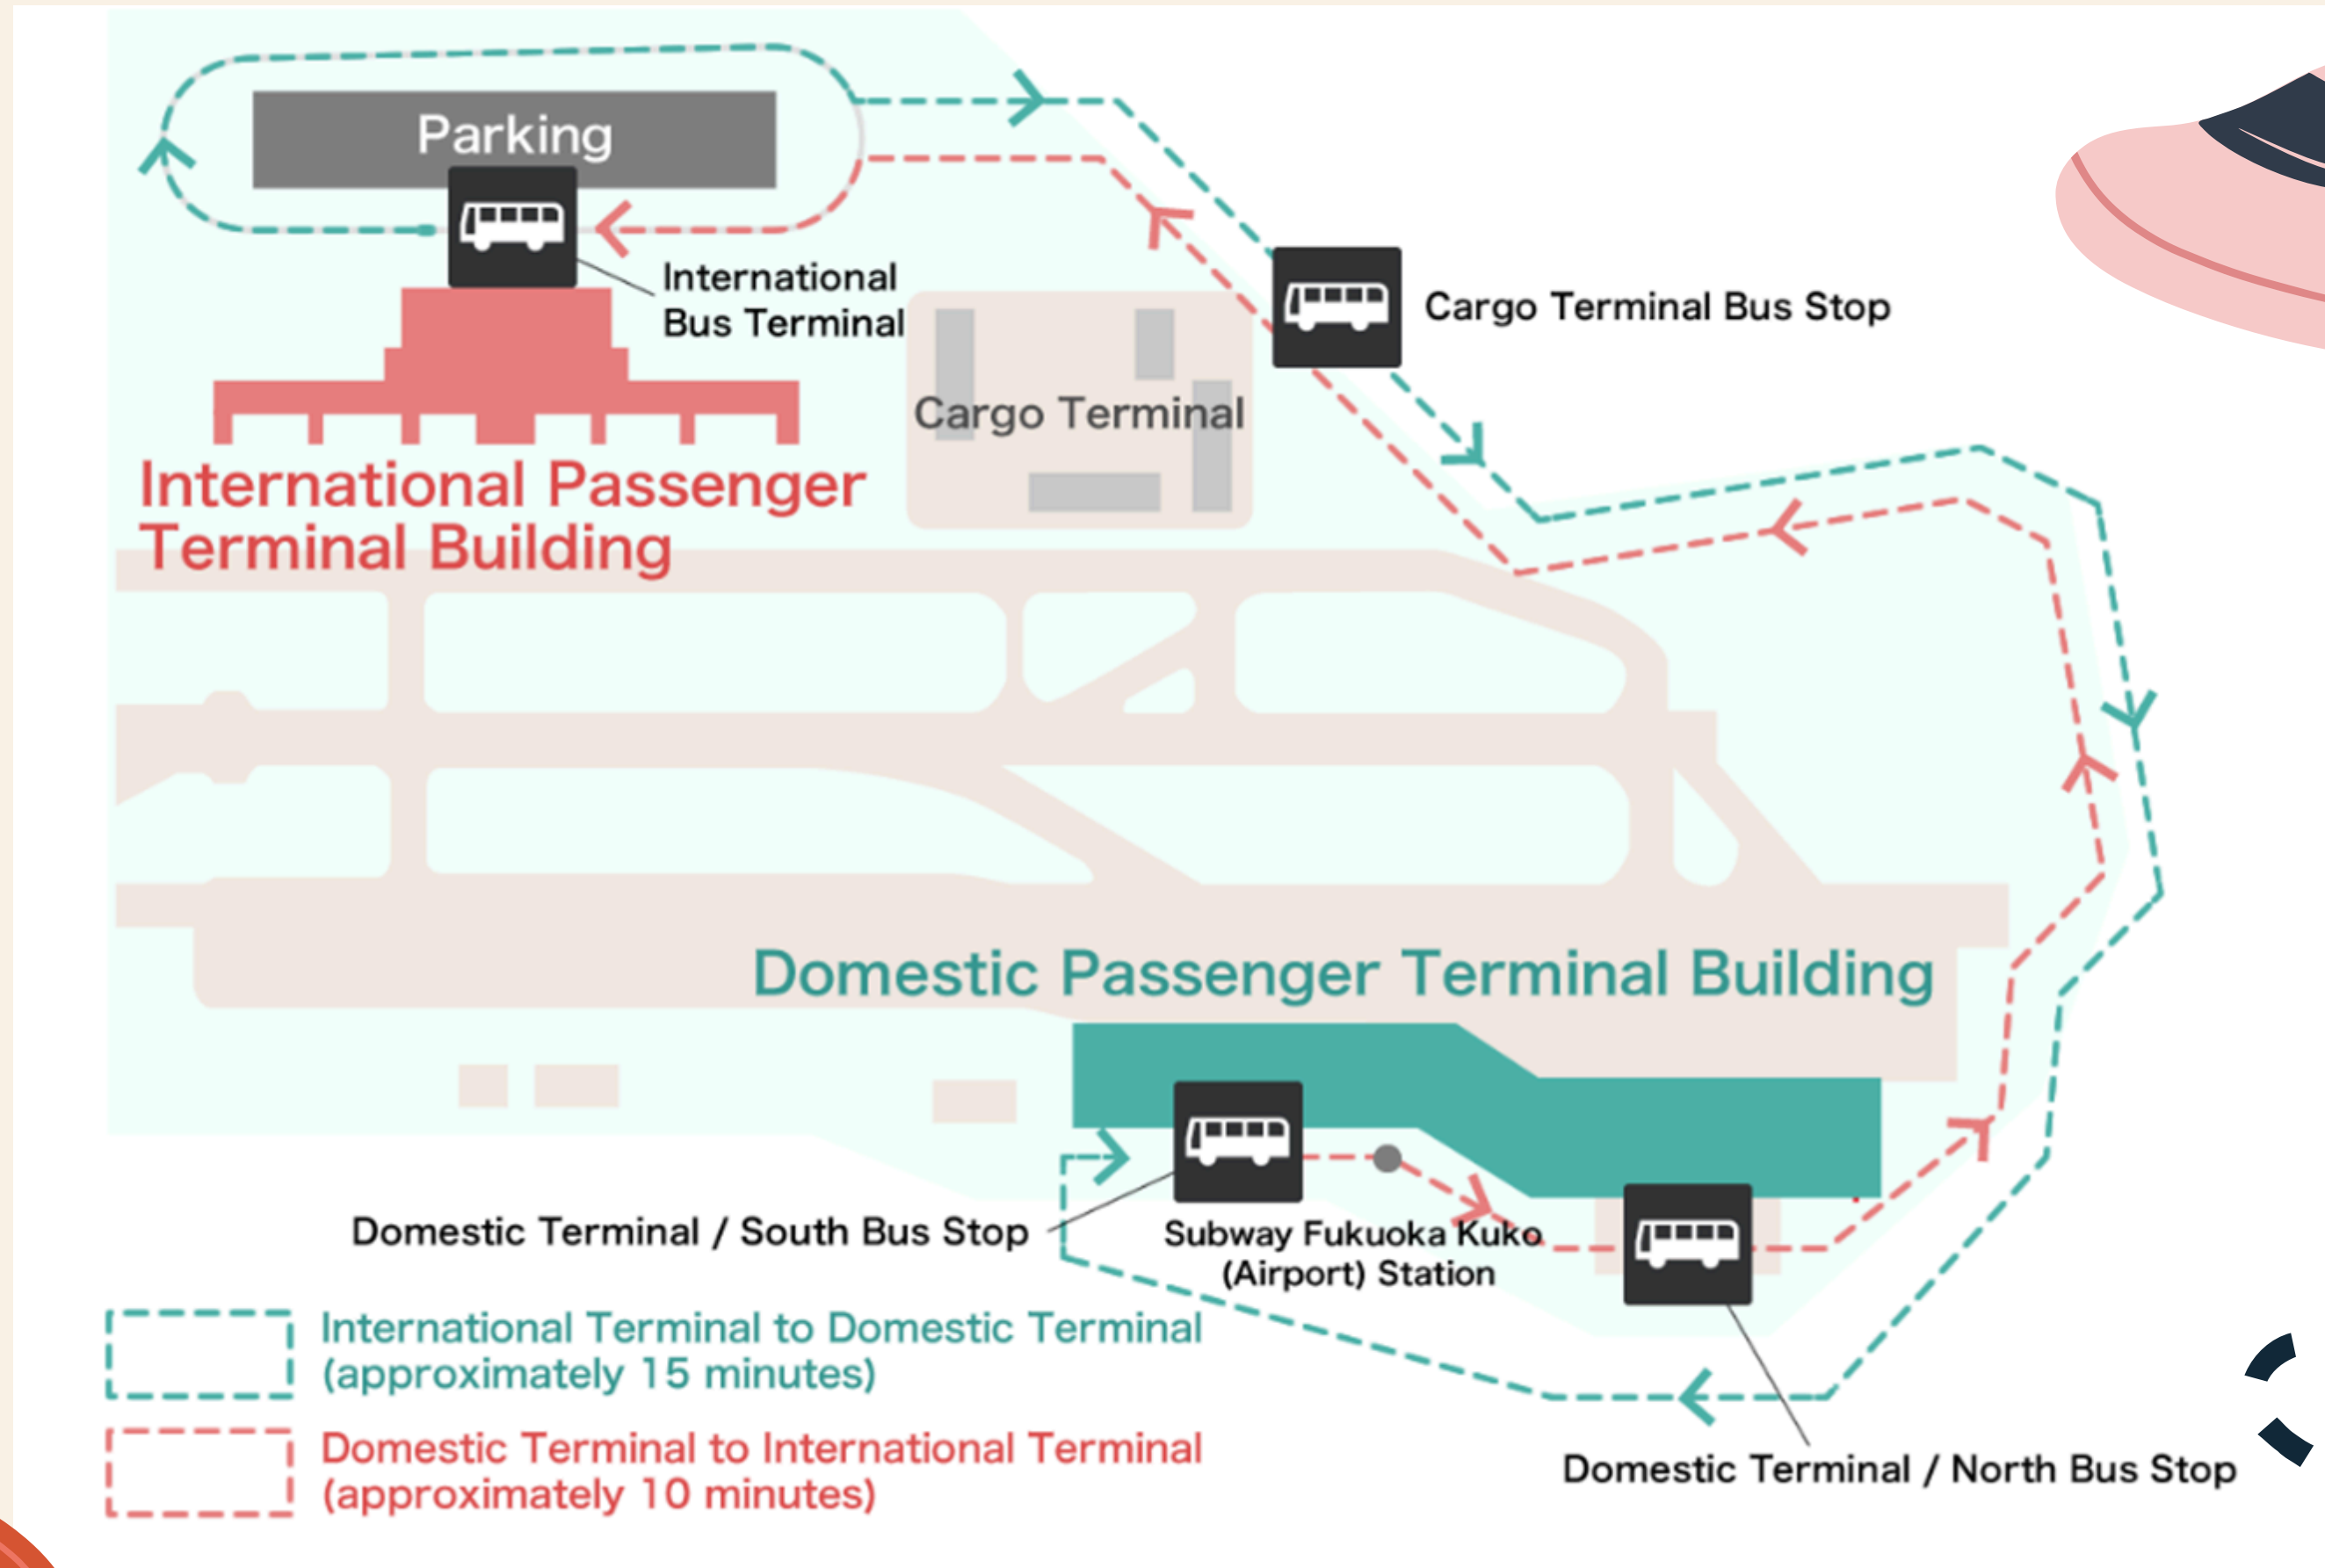 Parking
International
Bus Terminal
Cargo Terminal Bus Stop
Cargo Terminal
International Passenger
Terminal Building
Domestic Passenger Terminal Building
Domestic Terminal / South Bus Stop
Subway Fukuoka Kuko
(Airport) Station
International Terminal to Domestic Terminal
(approximately 15 minutes)
Domestic Terminal to International Terminal
(approximately 10 minutes)
Domestic Terminal / North Bus Stop